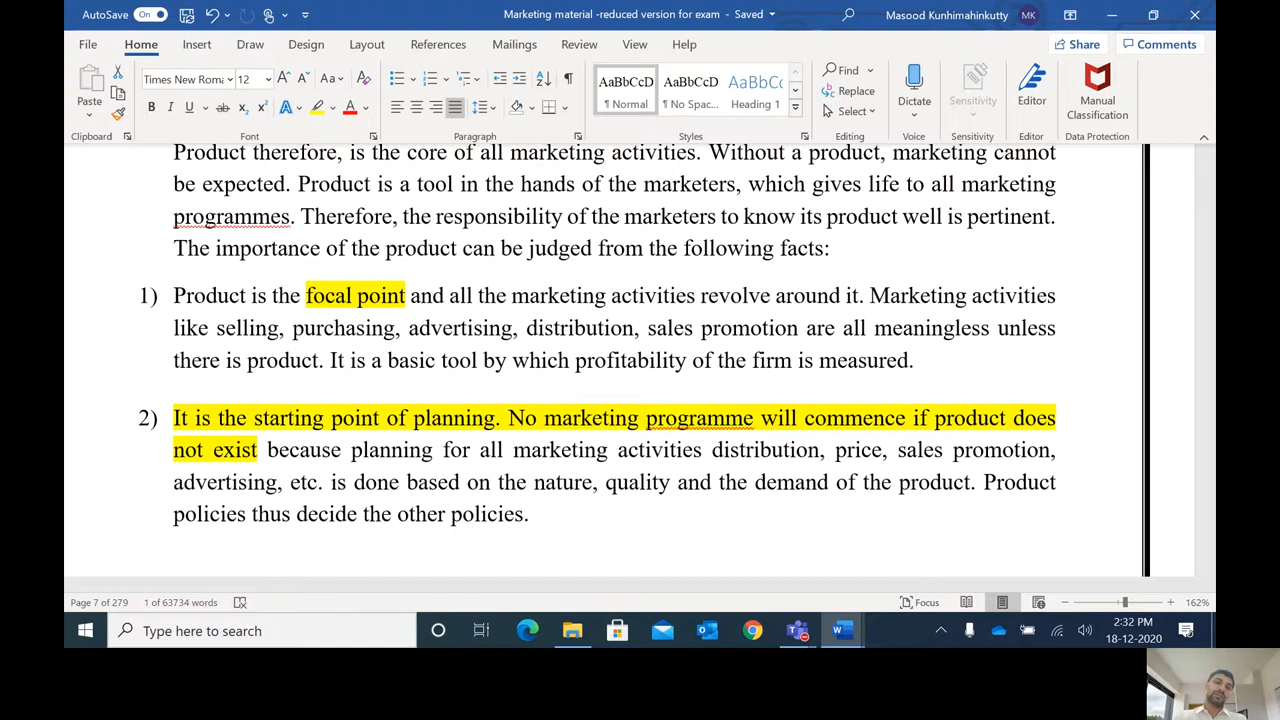 AutoSave On Marketing material -reduced version for exam - Saved Masood Kunhimahinkutty MK
File Home Insert Draw Design Layout References Mailings Review View Help Share Comments
Paste Times New Roma 12 Aa AaBbCcD AaBbCcD AaBbCc Find Replace Select Dictate Sensitivity Editor Manual Classification
B I U ab x₂ x² A A ¶ Normal ¶ No Spac... Heading 1
Clipboard Font Paragraph Styles Editing Voice Sensitivity Editor Data Protection
Product therefore, is the core of all marketing activities. Without a product, marketing cannot
be expected. Product is a tool in the hands of the marketers, which gives life to all marketing
programmes. Therefore, the responsibility of the marketers to know its product well is pertinent.
The importance of the product can be judged from the following facts:
1) Product is the focal point and all the marketing activities revolve around it. Marketing activities
like selling, purchasing, advertising, distribution, sales promotion are all meaningless unless
there is product. It is a basic tool by which profitability of the firm is measured.
2) It is the starting point of planning. No marketing programme will commence if product does
not exist because planning for all marketing activities distribution, price, sales promotion,
advertising, etc. is done based on the nature, quality and the demand of the product. Product
policies thus decide the other policies.
Page 7 of 279 1 of 63734 words Focus 162%
Type here to search 2:32 PM
18-12-2020